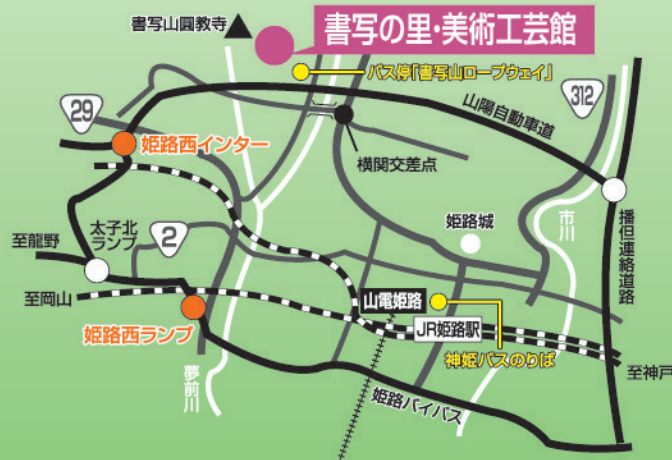 書写山圓教寺
書写の里・美術工芸館
バス停「書写山ロープウェイ」
29
312
山陽自動車道
姫路西インター
横関交差点
太子北
ランプ
2
姫路城
市川
播但連絡道路
至龍野
至岡山
山電姫路
JR姫路駅
姫路西ランプ
神姫バスのりば
至神戸
夢前川
姫路バイパス